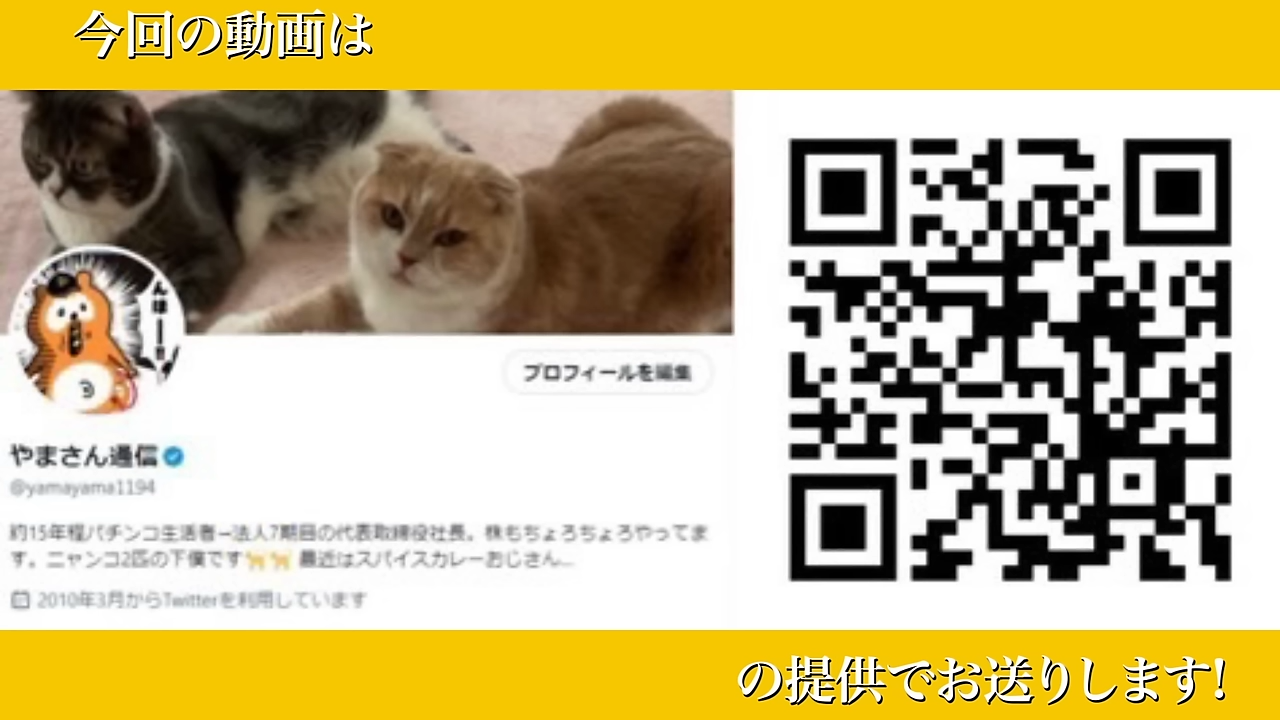 今回の動画は
んほーー!!
プロフィールを編集
やまさん通信
@yamayama1194
約15年程パチンコ生活者→法人7期目の代表取締役社長。株もちょろちょろやってま
す。ニャンコ2匹の下僕です🐈🐈 最近はスパイスカレーおじさん...
2010年3月からTwitterを利用しています
の提供でお送りします!